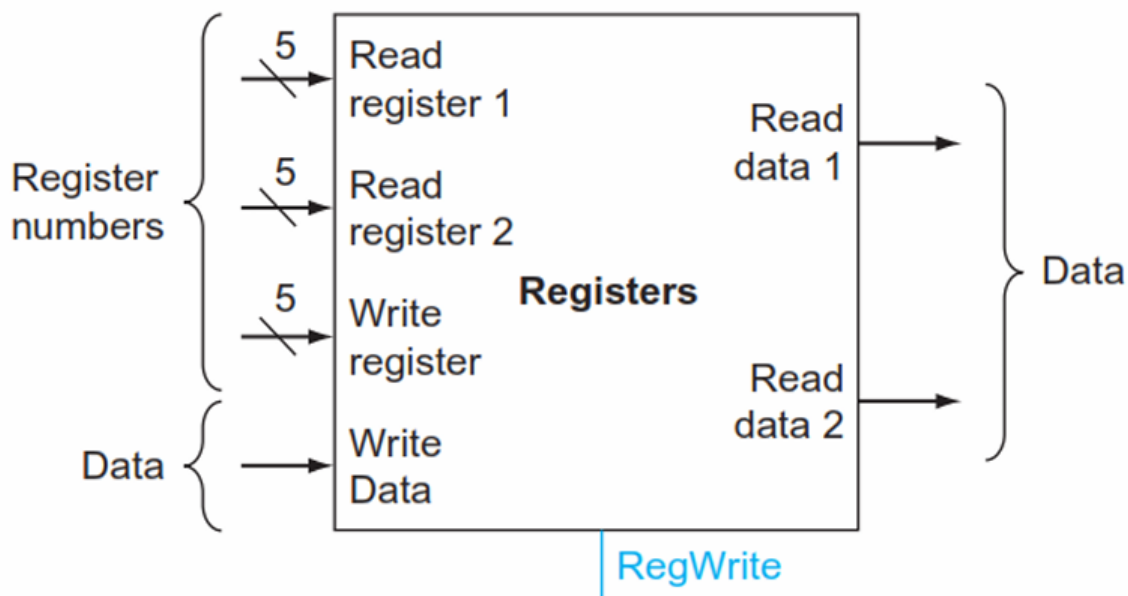 Register
numbers
Data
5
Read
register 1
5
Read
register 2
5
Write
register
Write
Data
Registers
Read
data 1
Read
data 2
Data
RegWrite